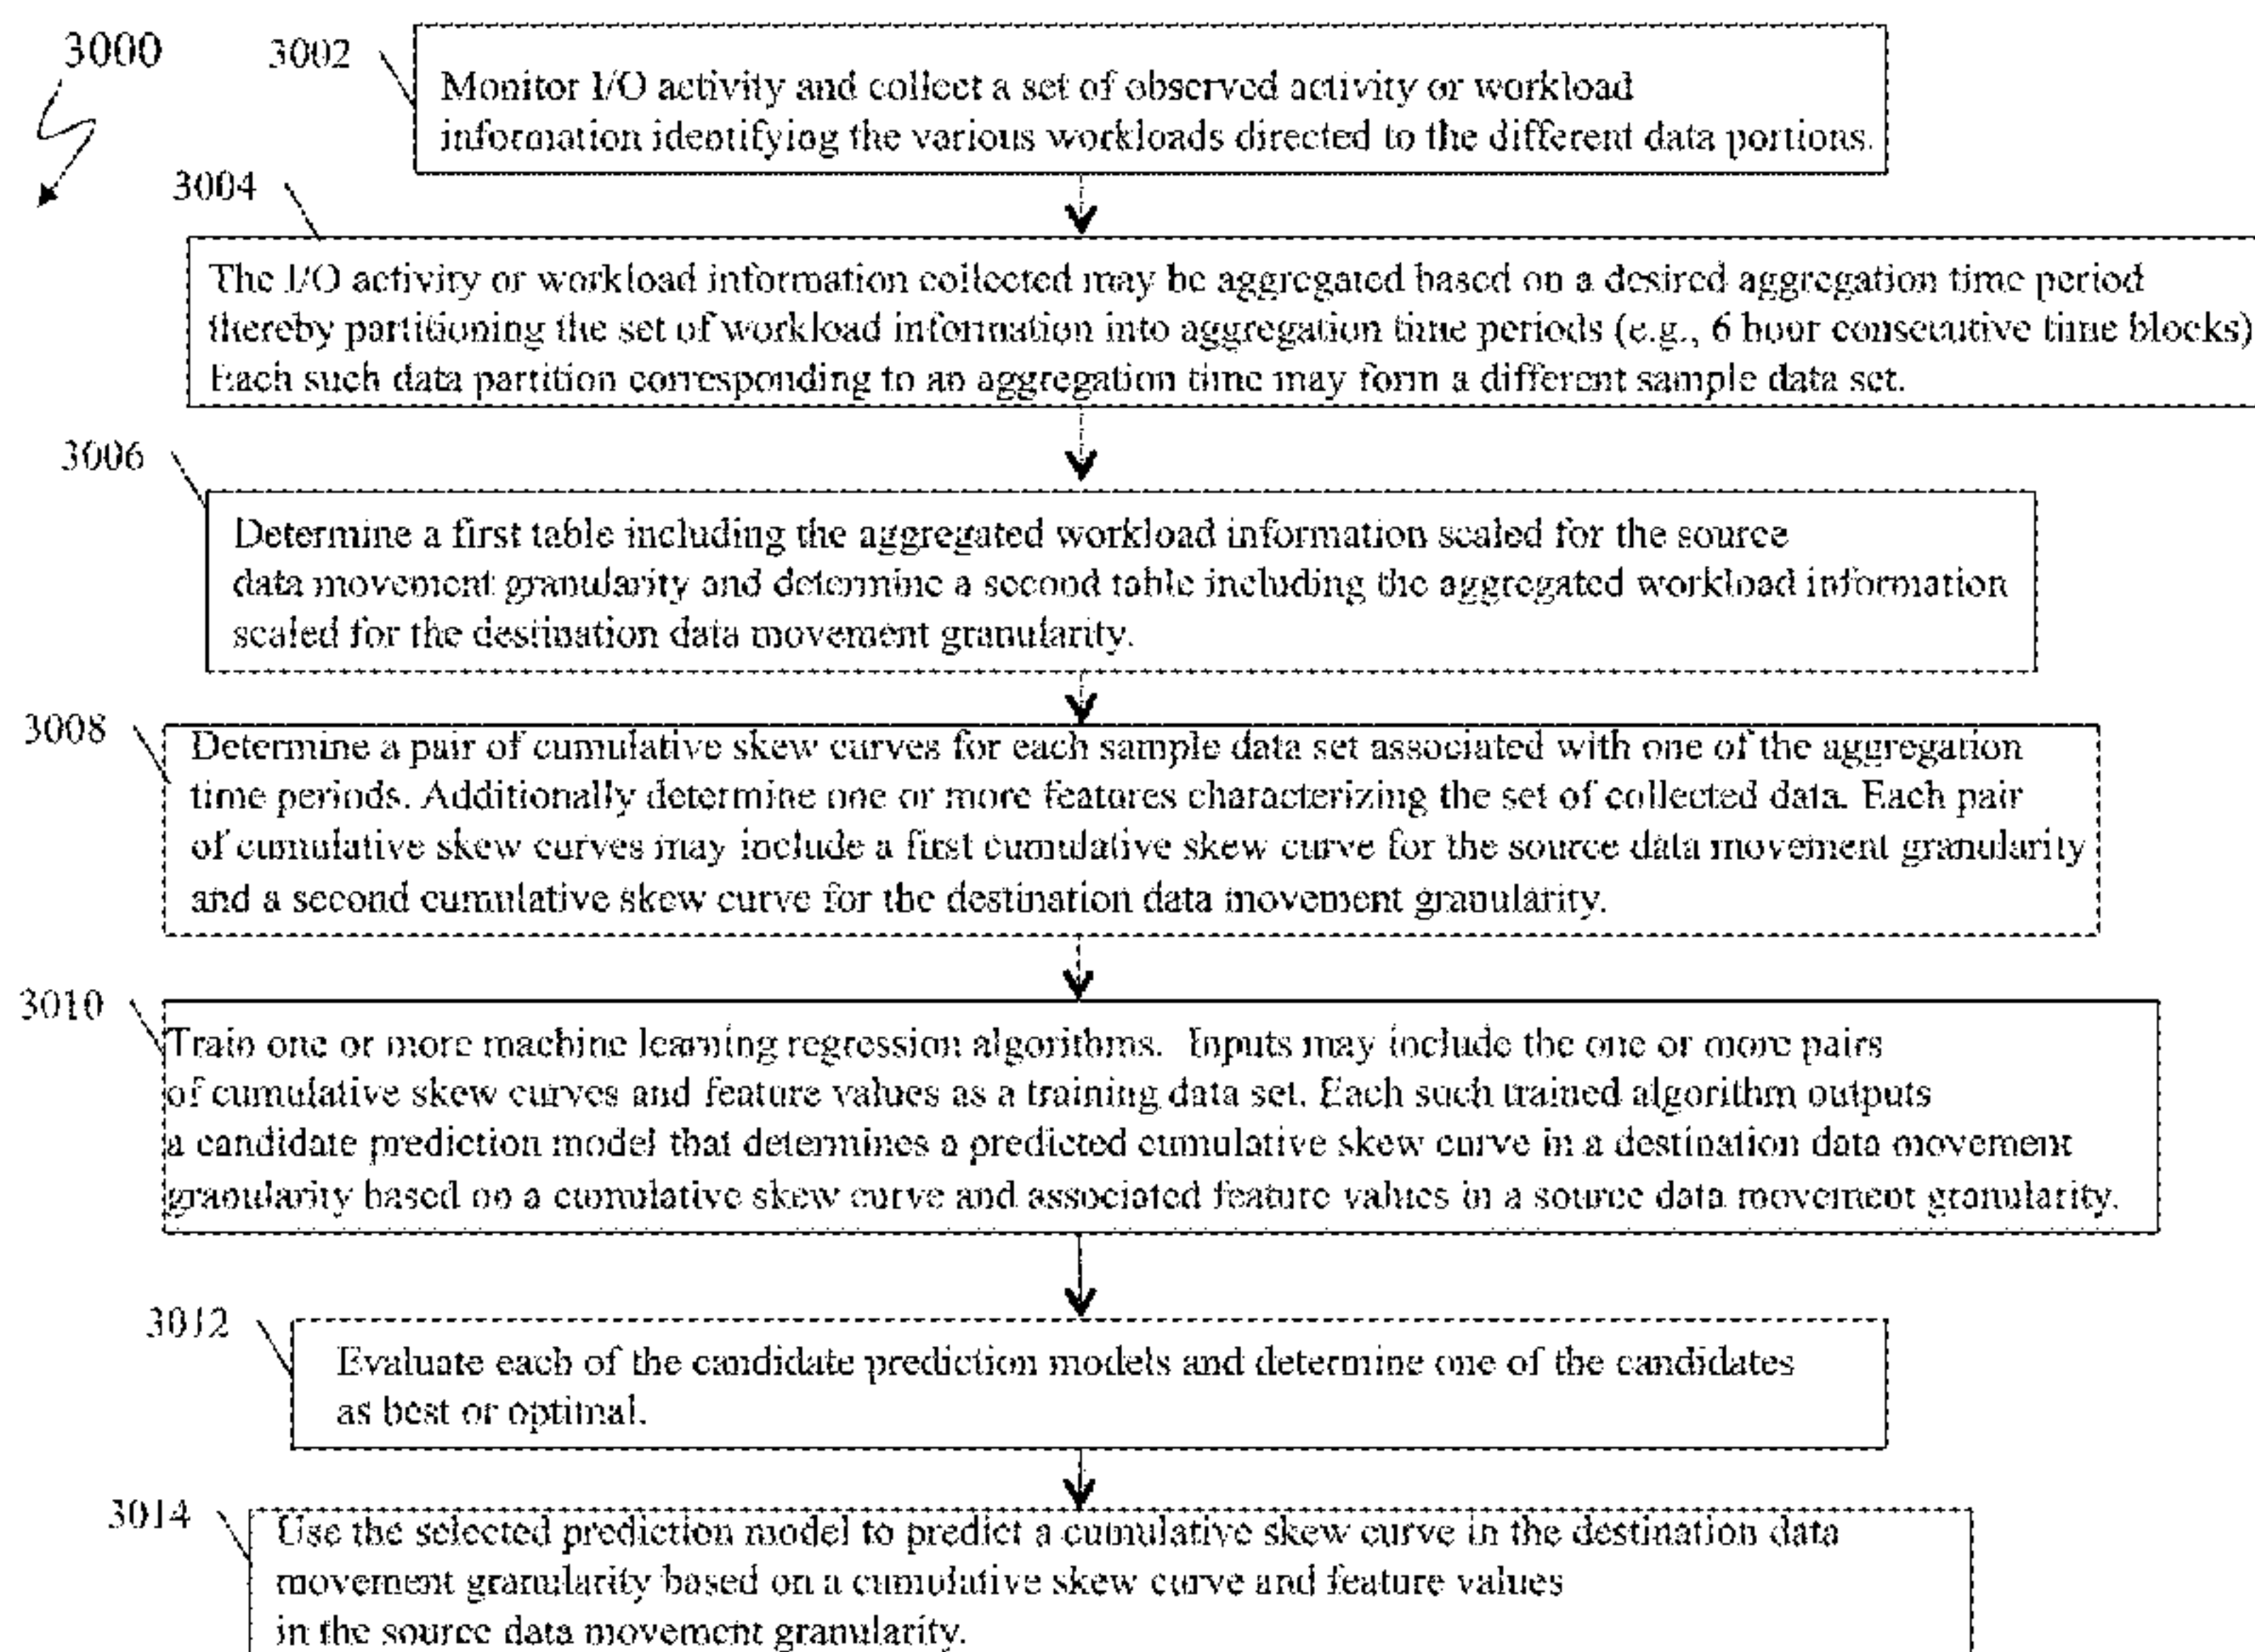 3000
3002
Monitor I/O activity and collect a set of observed activity or workload
information identifying the various workloads directed to the different data portions.
3004
The I/O activity or workload information collected may be aggregated based on a desired aggregation time period
thereby partitioning the set of workload information into aggregation time periods (e.g., 6 hour consecutive time blocks)
Each such data partition corresponding to an aggregation time may form a different sample data set.
3006
Determine a first table including the aggregated workload information scaled for the source
data movement granularity and determine a second table including the aggregated workload information
scaled for the destination data movement granularity.
3008
Determine a pair of cumulative skew curves for each sample data set associated with one of the aggregation
time periods. Additionally determine one or more features characterizing the set of collected data. Each pair
of cumulative skew curves may include a first cumulative skew curve for the source data movement granularity
and a second cumulative skew curve for the destination data movement granularity.
3010
Train one or more machine learning regression algorithms. Inputs may include the one or more pairs
of cumulative skew curves and feature values as a training data set. Each such trained algorithm outputs
a candidate prediction model that determines a predicted cumulative skew curve in a destination data movement
granularity based on a cumulative skew curve and associated feature values in a source data movement granularity.
3012
Evaluate each of the candidate prediction models and determine one of the candidates
as best or optimal.
3014
Use the selected prediction model to predict a cumulative skew curve in the destination data
movement granularity based on a cumulative skew curve and feature values
in the source data movement granularity.